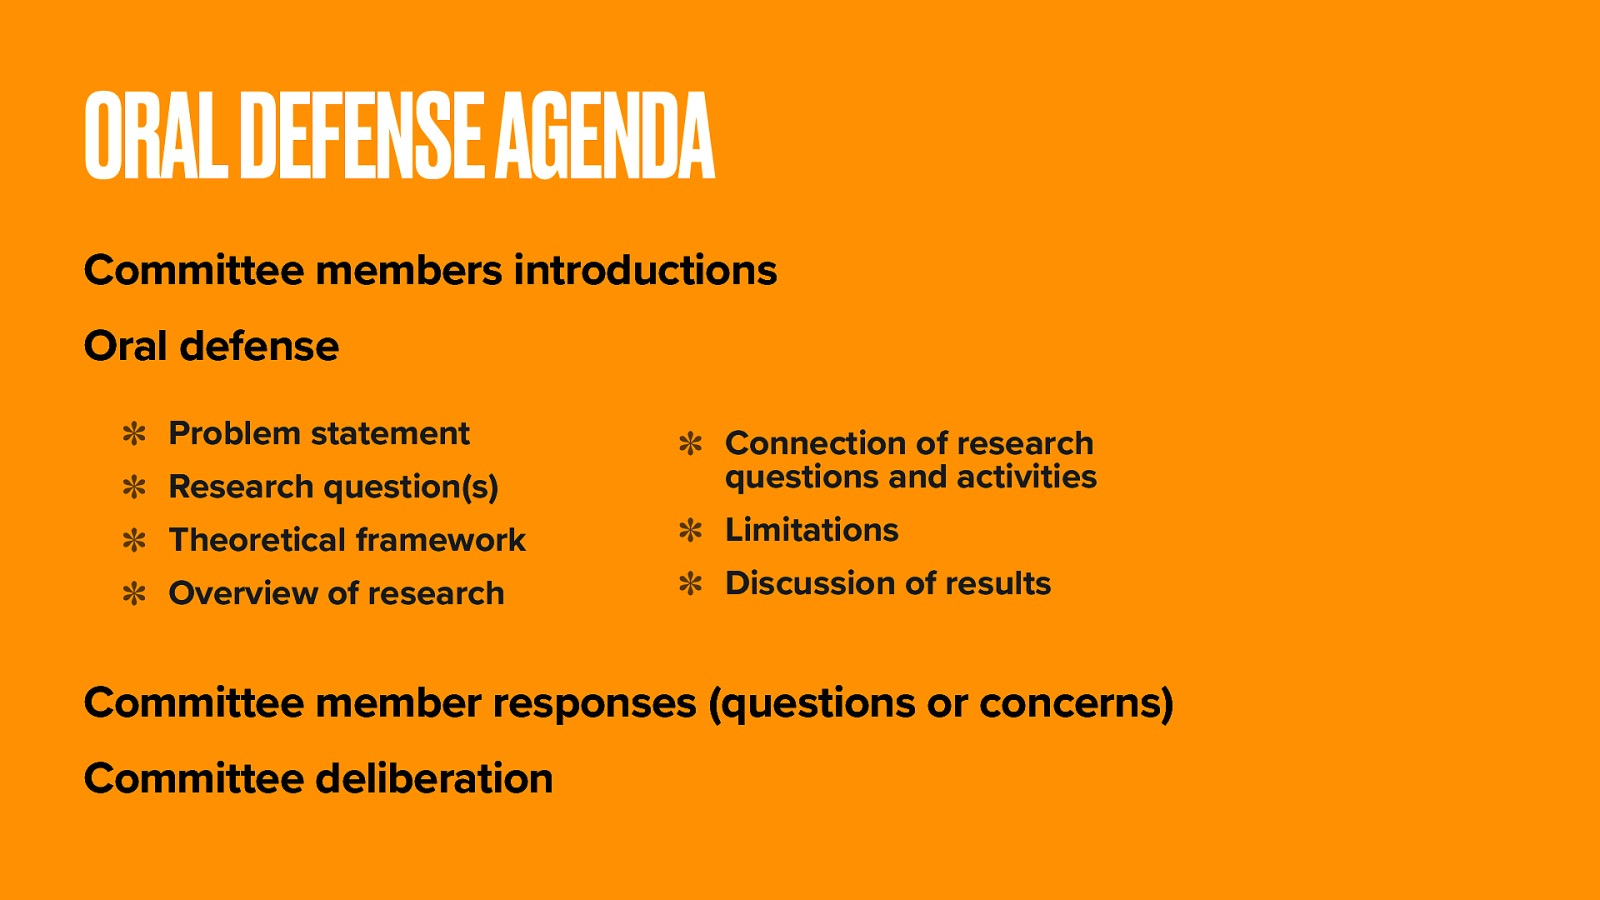 ORAL DEFENSE AGENDA
Committee members introductions
Oral defense
✻ Problem statement
✻ Research question(s)
✻ Theoretical framework
✻ Overview of research
✻ Connection of research
questions and activities
✻ Limitations
✻ Discussion of results
Committee member responses (questions or concerns)
Committee deliberation